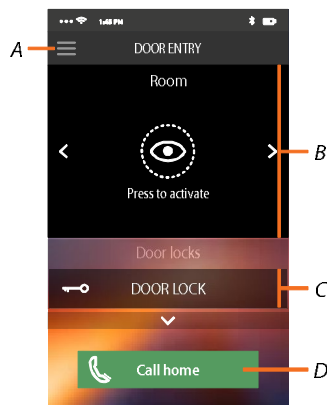 1:45 PM
A
DOOR ENTRY
Room
B
Press to activate
Door locks
DOOR LOCK
C
Call home
D